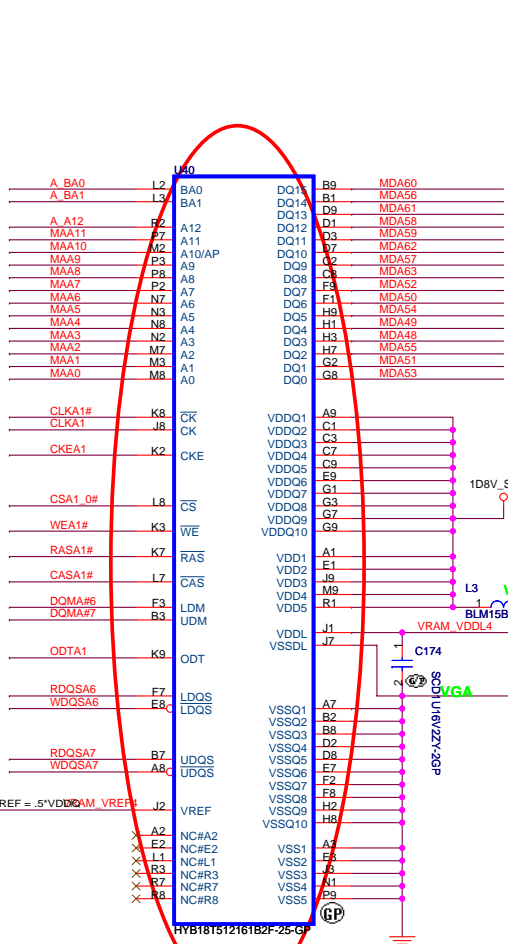 U40
A_BA0 L2 BA0 DQ15 B9 MDA60
A_BA1 L3 BA1 DQ14 B1 MDA56
DQ13 D9 MDA61
A_A12 R2 A12 DQ12 D1 MDA58
MAA11 P7 A11 DQ11 D3 MDA59
MAA10 M2 A10/AP DQ10 D7 MDA62
MAA9 P3 A9 DQ9 C2 MDA57
MAA8 P8 A8 DQ8 C8 MDA63
MAA7 P2 A7 DQ7 F9 MDA52
MAA6 N7 A6 DQ6 F1 MDA50
MAA5 N3 A5 DQ5 H9 MDA54
MAA4 N8 A4 DQ4 H1 MDA49
MAA3 N2 A3 DQ3 H3 MDA48
MAA2 M7 A2 DQ2 H7 MDA55
MAA1 M3 A1 DQ1 G2 MDA51
MAA0 M8 A0 DQ0 G8 MDA53
CLKA1# K8 CK VDDQ1 A9
CLKA1 J8 CK VDDQ2 C1
VDDQ3 C3
CKEA1 K2 CKE VDDQ4 C7
VDDQ5 C9
VDDQ6 E9
VDDQ7 G1
CSA1_0# L8 CS VDDQ8 G3
VDDQ9 G7
WEA1# K3 WE VDDQ10 G9
1D8V_S
RASA1# K7 RAS VDD1 A1
VDD2 E1
CASA1# L7 CAS VDD3 J9
VDD4 M9
DQMA#6 F3 LDM VDD5 R1
L3
1
BLM15B
DQMA#7 B3 UDM
VDDL J1 VRAM_VDDL4
VSSDL J7
ODTA1 K9 ODT
1 C174
2 GP
SCD1U16V2ZY-2GP
VGA
RDQSA6 F7 LDQS
WDQSA6 E8 LDQS VSSQ1 A7
VSSQ2 B2
VSSQ3 B8
VSSQ4 D2
RDQSA7 B7 UDQS VSSQ5 D8
WDQSA7 A8 UDQS VSSQ6 E7
VSSQ7 F2
VSSQ8 F8
REF = .5*VDDQ VRAM_VREF4 J2 VREF VSSQ9 H2
VSSQ10 H8
A2 NC#A2
E2 NC#E2 VSS1 A3
L1 NC#L1 VSS2 E3
R3 NC#R3 VSS3 J3
R7 NC#R7 VSS4 N1
R8 NC#R8 VSS5 P9
GP
HYB18T512161B2F-25-GP